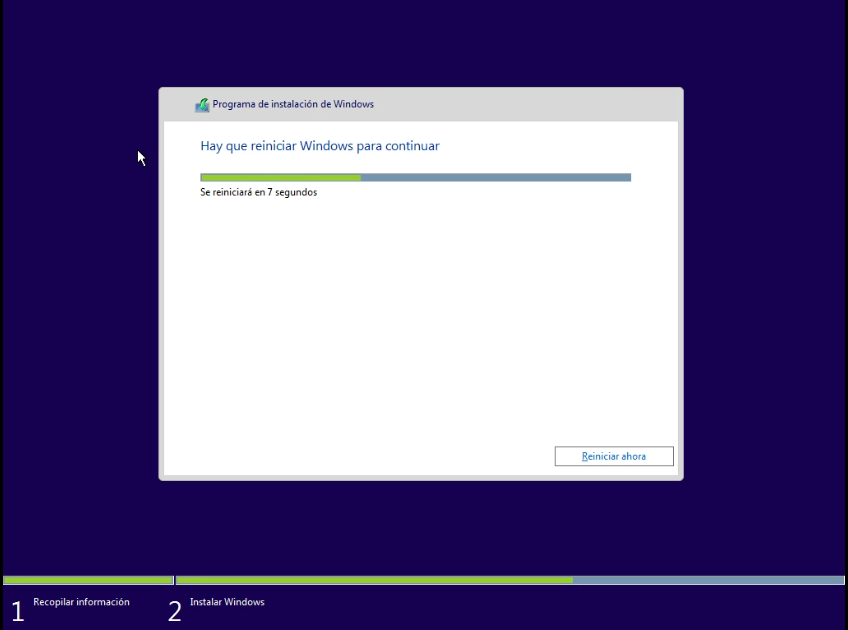 Programa de instalación de Windows
Hay que reiniciar Windows para continuar
Se reiniciará en 7 segundos
Reiniciar ahora
1 Recopilar información
2 Instalar Windows